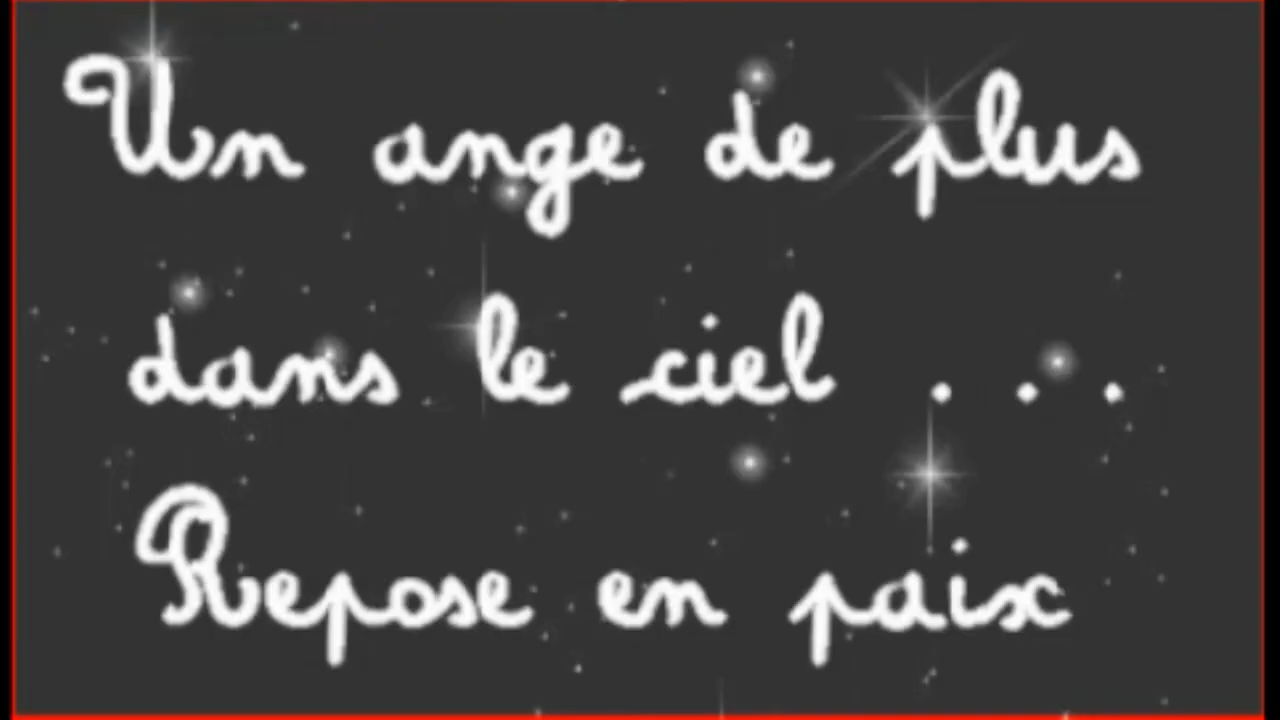 Un ange de plus
dans le ciel . . .
Repose en paix